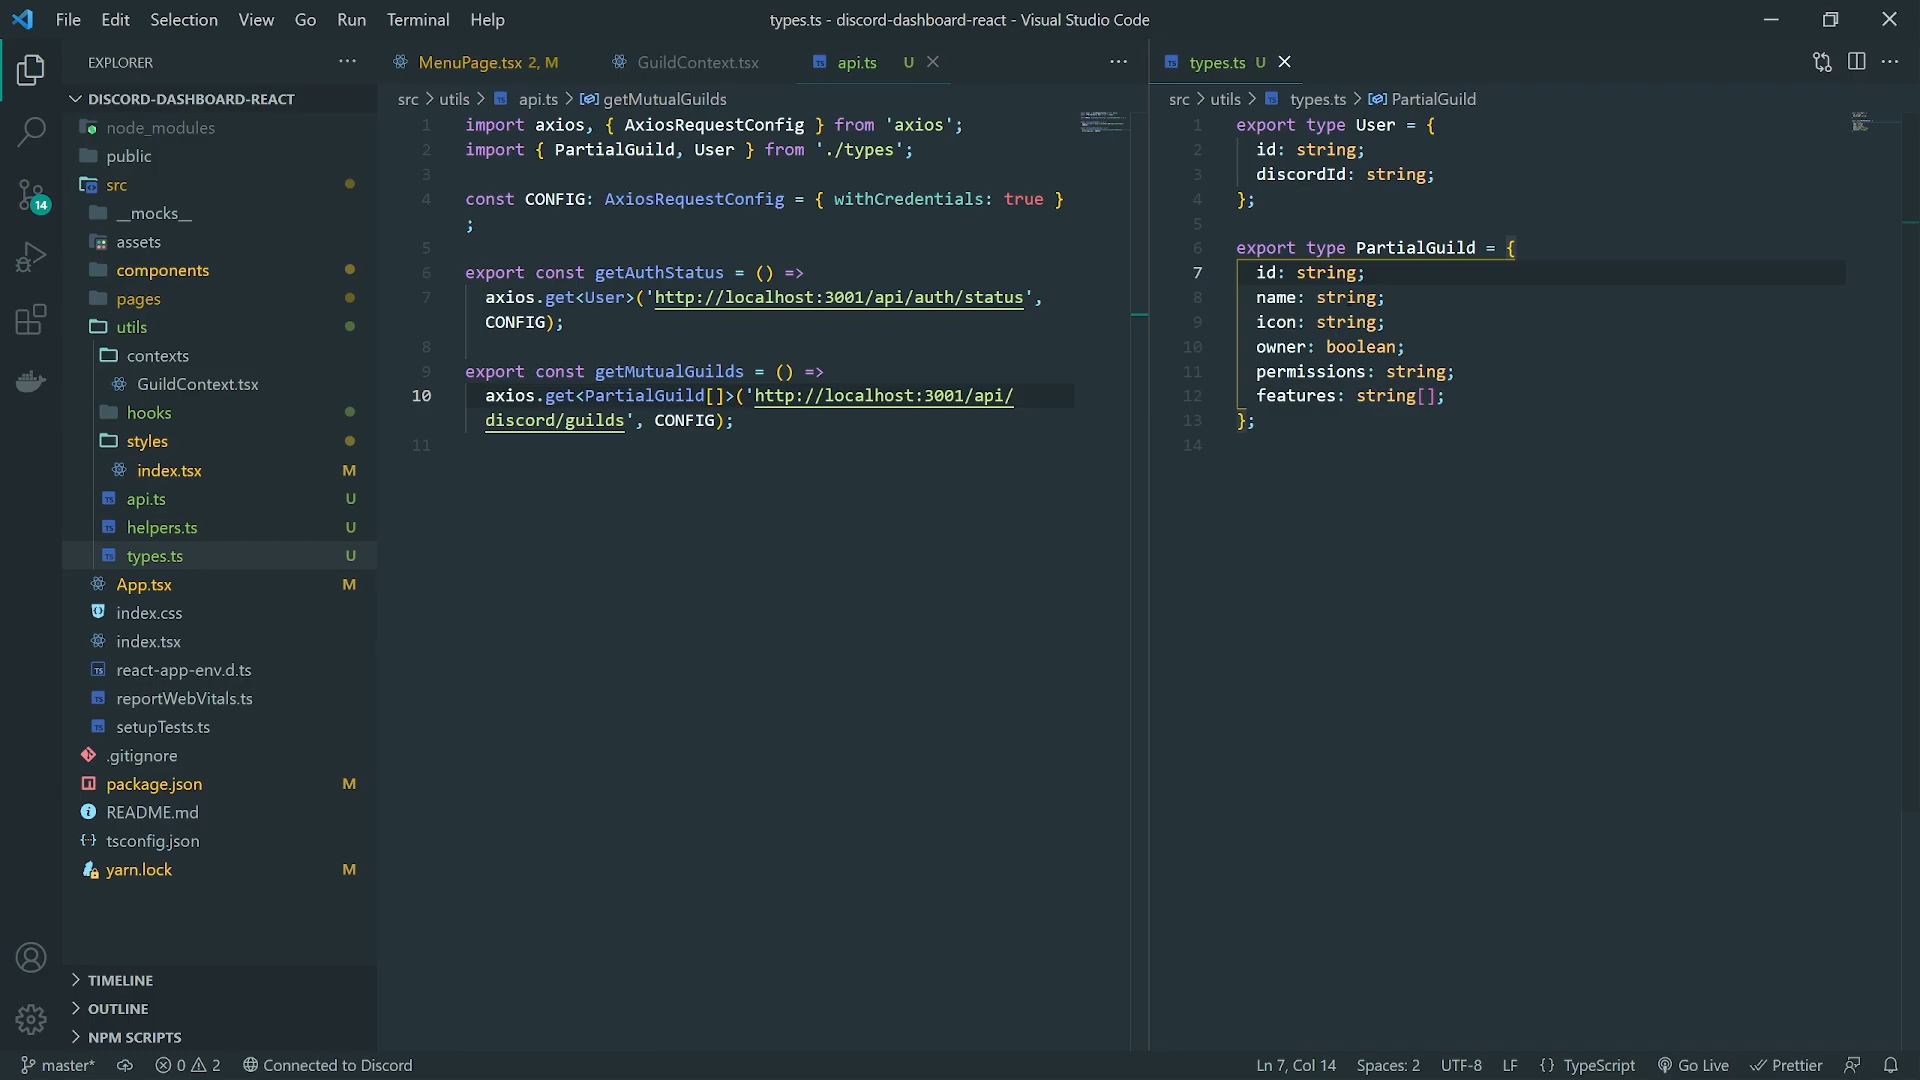 File Edit Selection View Go Run Terminal Help
types.ts - discord-dashboard-react - Visual Studio Code
EXPLORER
DISCORD-DASHBOARD-REACT
node_modules
public
src
__mocks__
assets
components
pages
utils
contexts
GuildContext.tsx
hooks
styles
index.tsx M
api.ts U
helpers.ts U
types.ts U
App.tsx M
index.css
index.tsx
react-app-env.d.ts
reportWebVitals.ts
setupTests.ts
.gitignore
package.json M
README.md
tsconfig.json
yarn.lock M
TIMELINE
OUTLINE
NPM SCRIPTS
14
MenuPage.tsx 2, M
GuildContext.tsx
api.ts U
src > utils > api.ts > getMutualGuilds
1 import axios, { AxiosRequestConfig } from 'axios';
2 import { PartialGuild, User } from './types';
3
4 const CONFIG: AxiosRequestConfig = { withCredentials: true }
;
5
6 export const getAuthStatus = () =>
7 axios.get<User>('http://localhost:3001/api/auth/status',
CONFIG);
8
9 export const getMutualGuilds = () =>
10 axios.get<PartialGuild[]>('http://localhost:3001/api/
discord/guilds', CONFIG);
11
types.ts U
src > utils > types.ts > PartialGuild
1 export type User = {
2 id: string;
3 discordId: string;
4 };
5
6 export type PartialGuild = {
7 id: string;
8 name: string;
9 icon: string;
10 owner: boolean;
11 permissions: string;
12 features: string[];
13 };
14
master* 0 2 Connected to Discord
Ln 7, Col 14 Spaces: 2 UTF-8 LF {} TypeScript Go Live Prettier